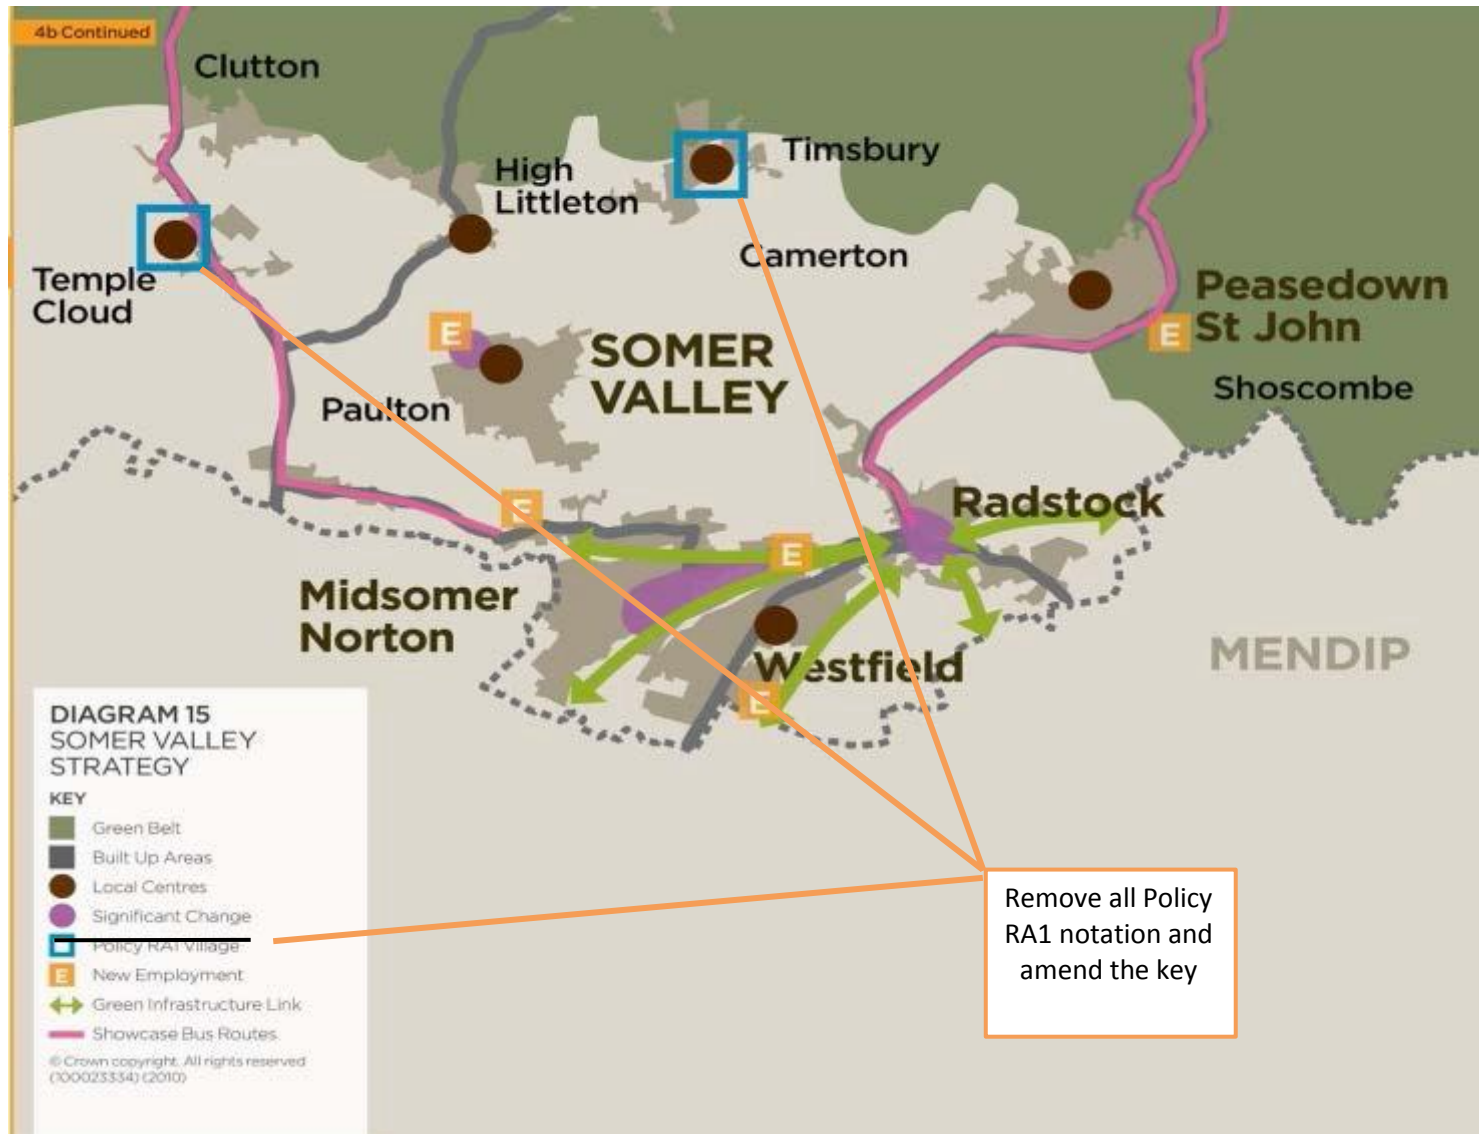 4b Continued
Clutton
High
Littleton
Timsbury
Camerton
Temple
Cloud
Peasedown
St John
E
E
SOMER
VALLEY
Shoscombe
Paulton
E
Radstock
E
Midsomer
Norton
Westfield
E
MENDIP
DIAGRAM 15
SOMER VALLEY
STRATEGY
KEY
Green Belt
Built Up Areas
Local Centres
Significant Change
Policy RA1 Village
E New Employment
Green Infrastructure Link
Showcase Bus Routes
© Crown copyright. All rights reserved
(100023334) (2010)
Remove all Policy
RA1 notation and
amend the key